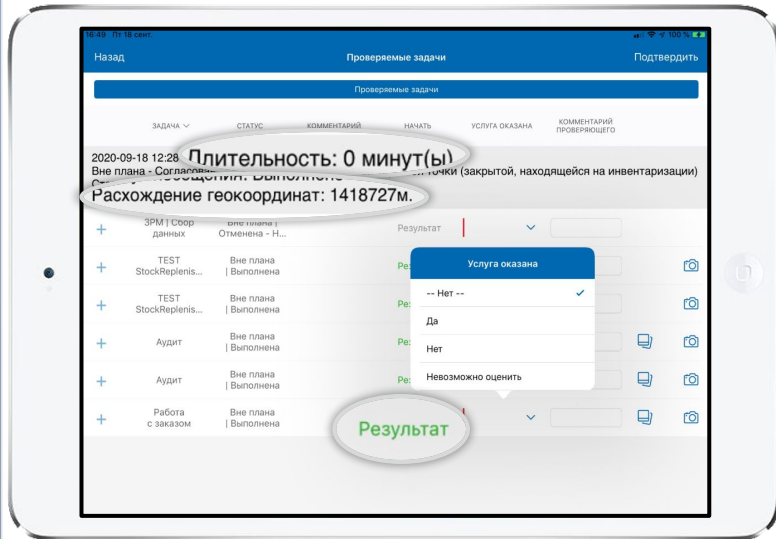 16:49 Пт 18 сент.
100 %
Назад Проверяемые задачи Подтвердить
Проверяемые задачи
ЗАДАЧА СТАТУС КОММЕНТАРИЙ НАЧАТЬ УСЛУГА ОКАЗАНА КОММЕНТАРИЙ ПРОВЕРЯЮЩЕГО
2020-09-18 12:28
Длительность: 0 минут(ы)
Вне плана - точки (закрытой, находящейся на инвентаризации)
Расхождение геокоординат: 1418727м.
ЗРМ | Сбор данных Вне плана | Отменена - Н... Результат
TEST StockReplenis... Вне плана | Выполнена
TEST StockReplenis... Вне плана | Выполнена
Аудит Вне плана | Выполнена
Аудит Вне плана | Выполнена
Работа с заказом Вне плана | Выполнена
Результат
Услуга оказана
-- Нет --
Да
Нет
Невозможно оценить